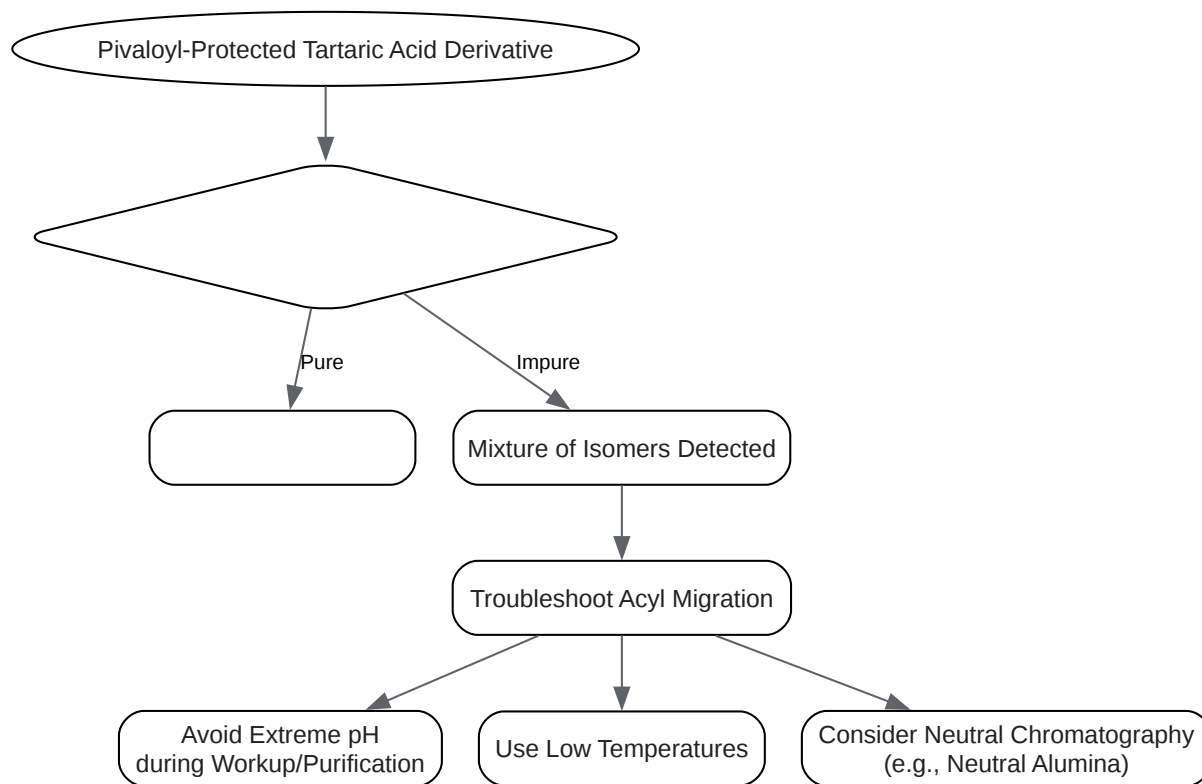 Pivaloyl-Protected Tartaric Acid Derivative
Pure
Impure
Mixture of Isomers Detected
Troubleshoot Acyl Migration
Avoid Extreme pH
during Workup/Purification
Use Low Temperatures
Consider Neutral Chromatography
(e.g., Neutral Alumina)